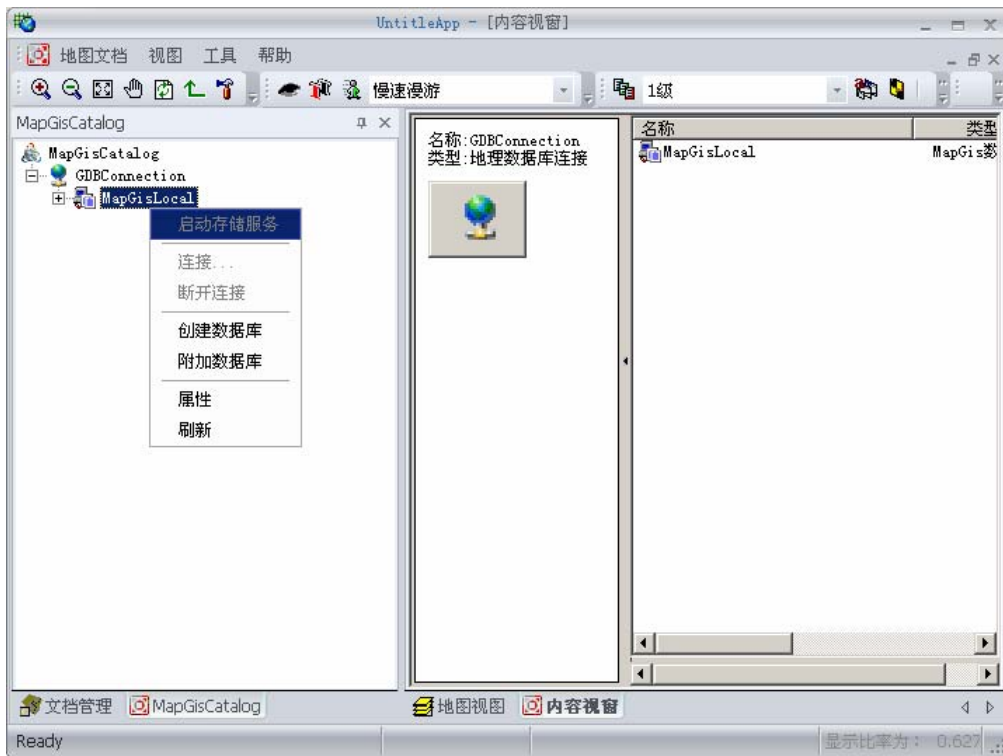 UntitleApp - [内容视窗]
地图文档 视图 工具 帮助
慢速漫游 1级
MapGisCatalog
MapGisCatalog
GDBConnection
MapGisLocal
启动存储服务
连接...
断开连接
创建数据库
附加数据库
属性
刷新
名称:GDBConnection
类型:地理数据库连接
名称 类型
MapGisLocal MapGis数
文档管理 MapGisCatalog
地图视图 内容视窗
Ready 显示比率为: 0.627